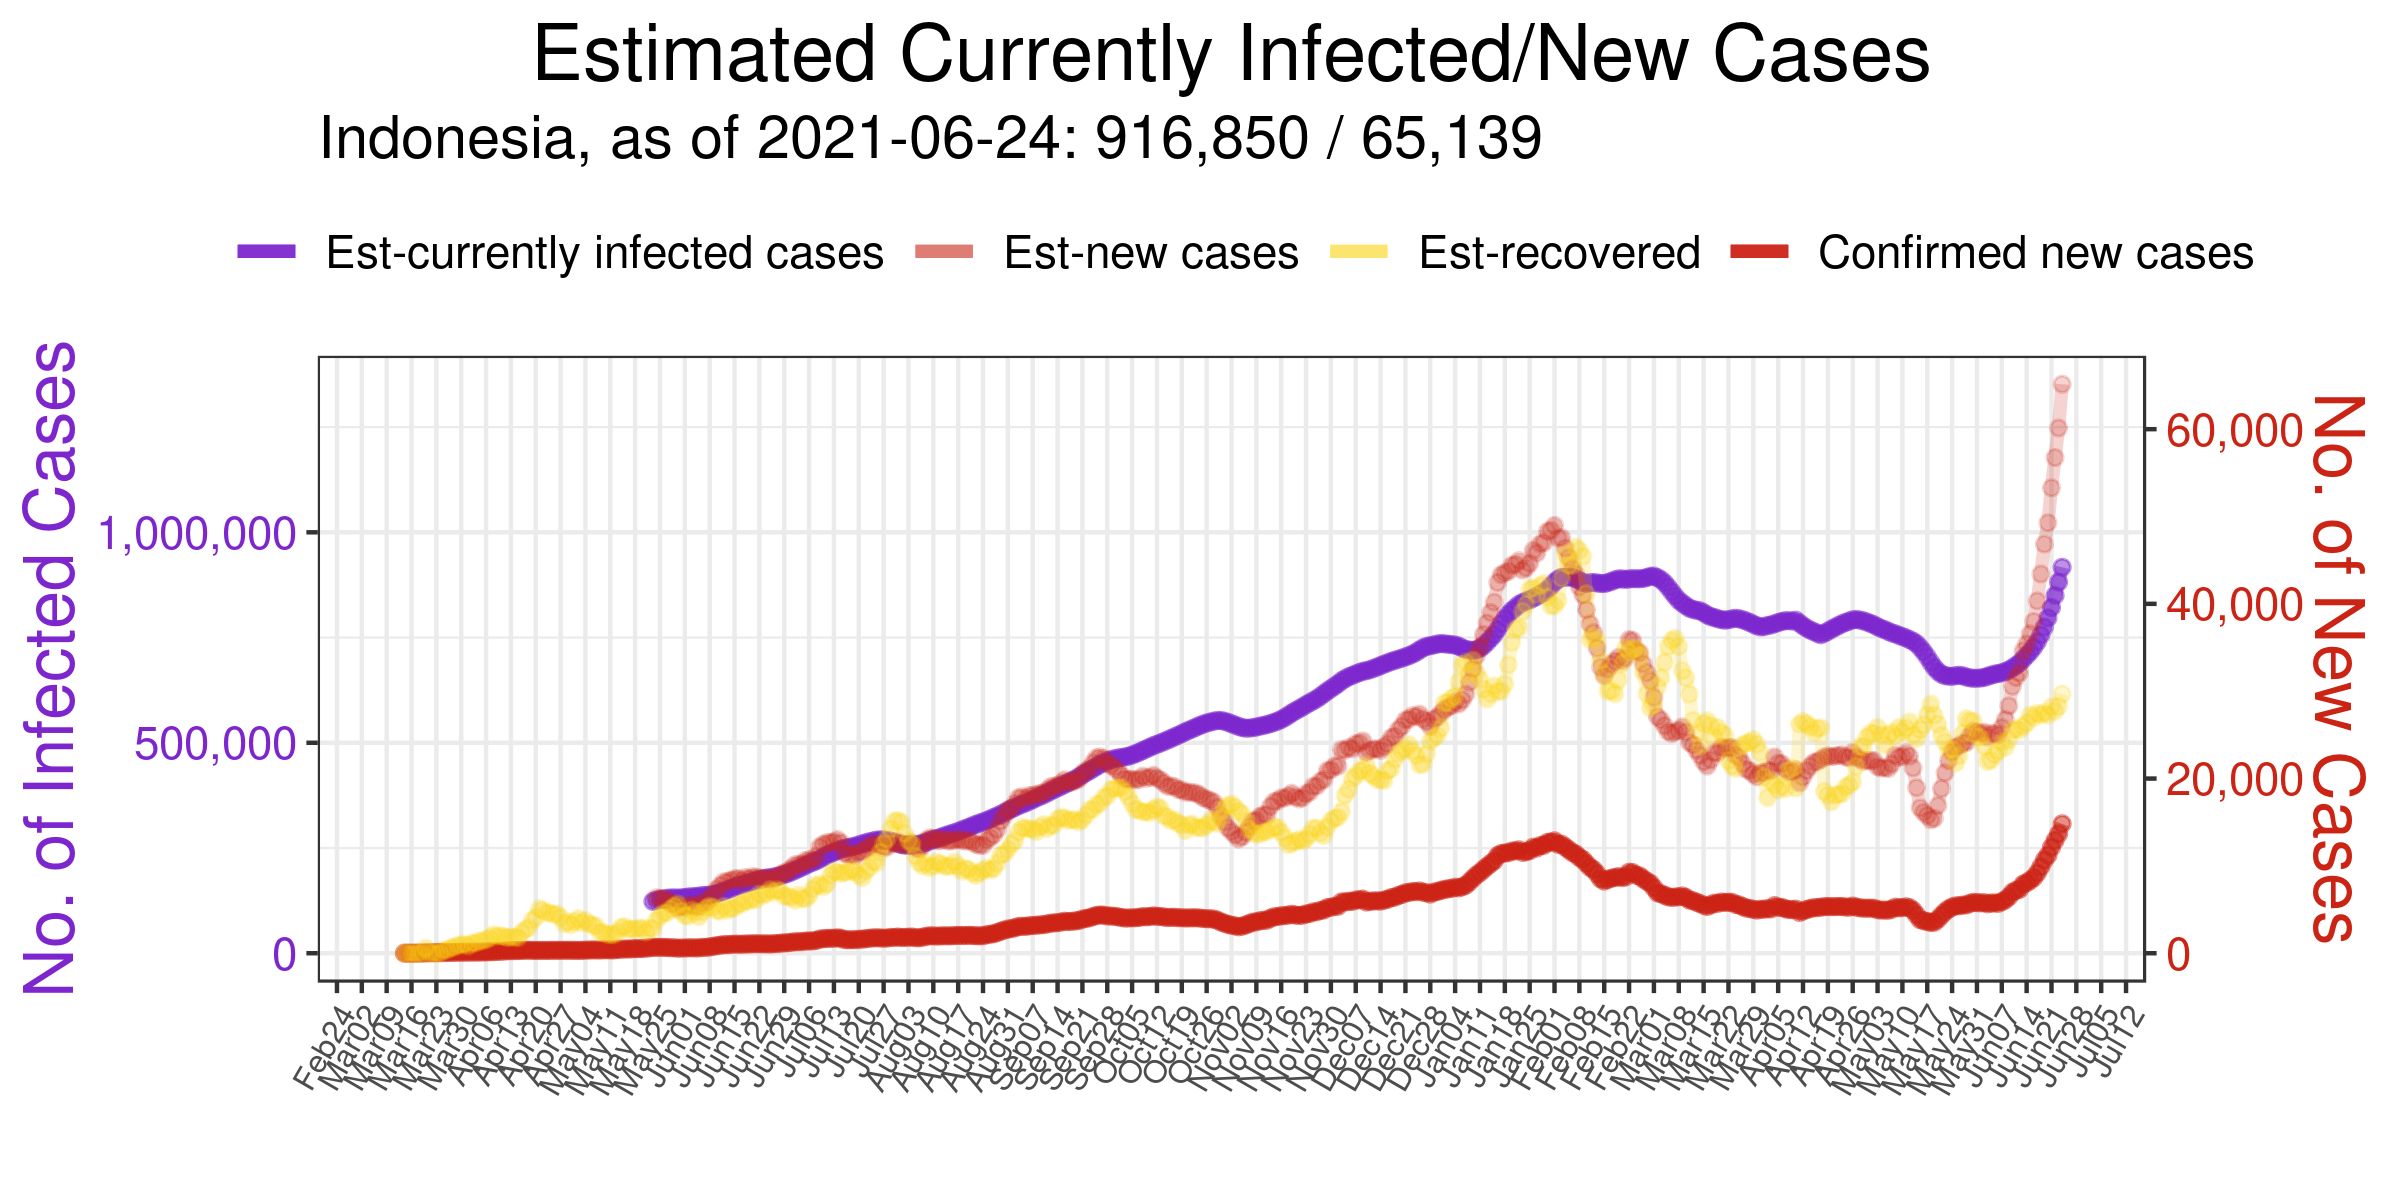 Estimated Currently Infected/New Cases
Indonesia, as of 2021-06-24: 916,850 / 65,139
Est-currently infected cases
Est-new cases
Est-recovered
Confirmed new cases
No. of Infected Cases
1,000,000
500,000
0
60,000
40,000
20,000
0
No. of New Cases
Feb24
Mar02
Mar09
Mar16
Mar23
Mar30
Apr06
Apr13
Apr20
Apr27
May04
May11
May18
May25
Jun01
Jun08
Jun15
Jun22
Jun29
Jul06
Jul13
Jul20
Jul27
Aug03
Aug10
Aug17
Aug24
Aug31
Sep07
Sep14
Sep21
Sep28
Oct05
Oct12
Oct19
Oct26
Nov02
Nov09
Nov16
Nov23
Nov30
Dec07
Dec14
Dec21
Dec28
Jan04
Jan11
Jan18
Jan25
Feb01
Feb08
Feb15
Feb22
Mar01
Mar08
Mar15
Mar22
Mar29
Apr05
Apr12
Apr19
Apr26
May03
May10
May17
May24
May31
Jun07
Jun14
Jun21
Jun28
Jul05
Jul12